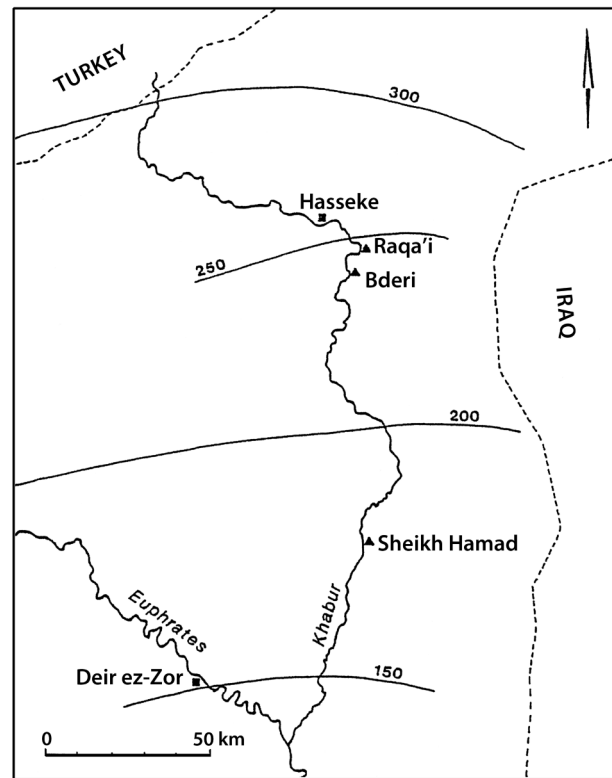 TURKEY
300
Hasseke
Raqa'i
250
Bderi
IRAQ
200
Sheikh Hamad
Euphrates
Khabur
Deir ez-Zor
150
0 50 km